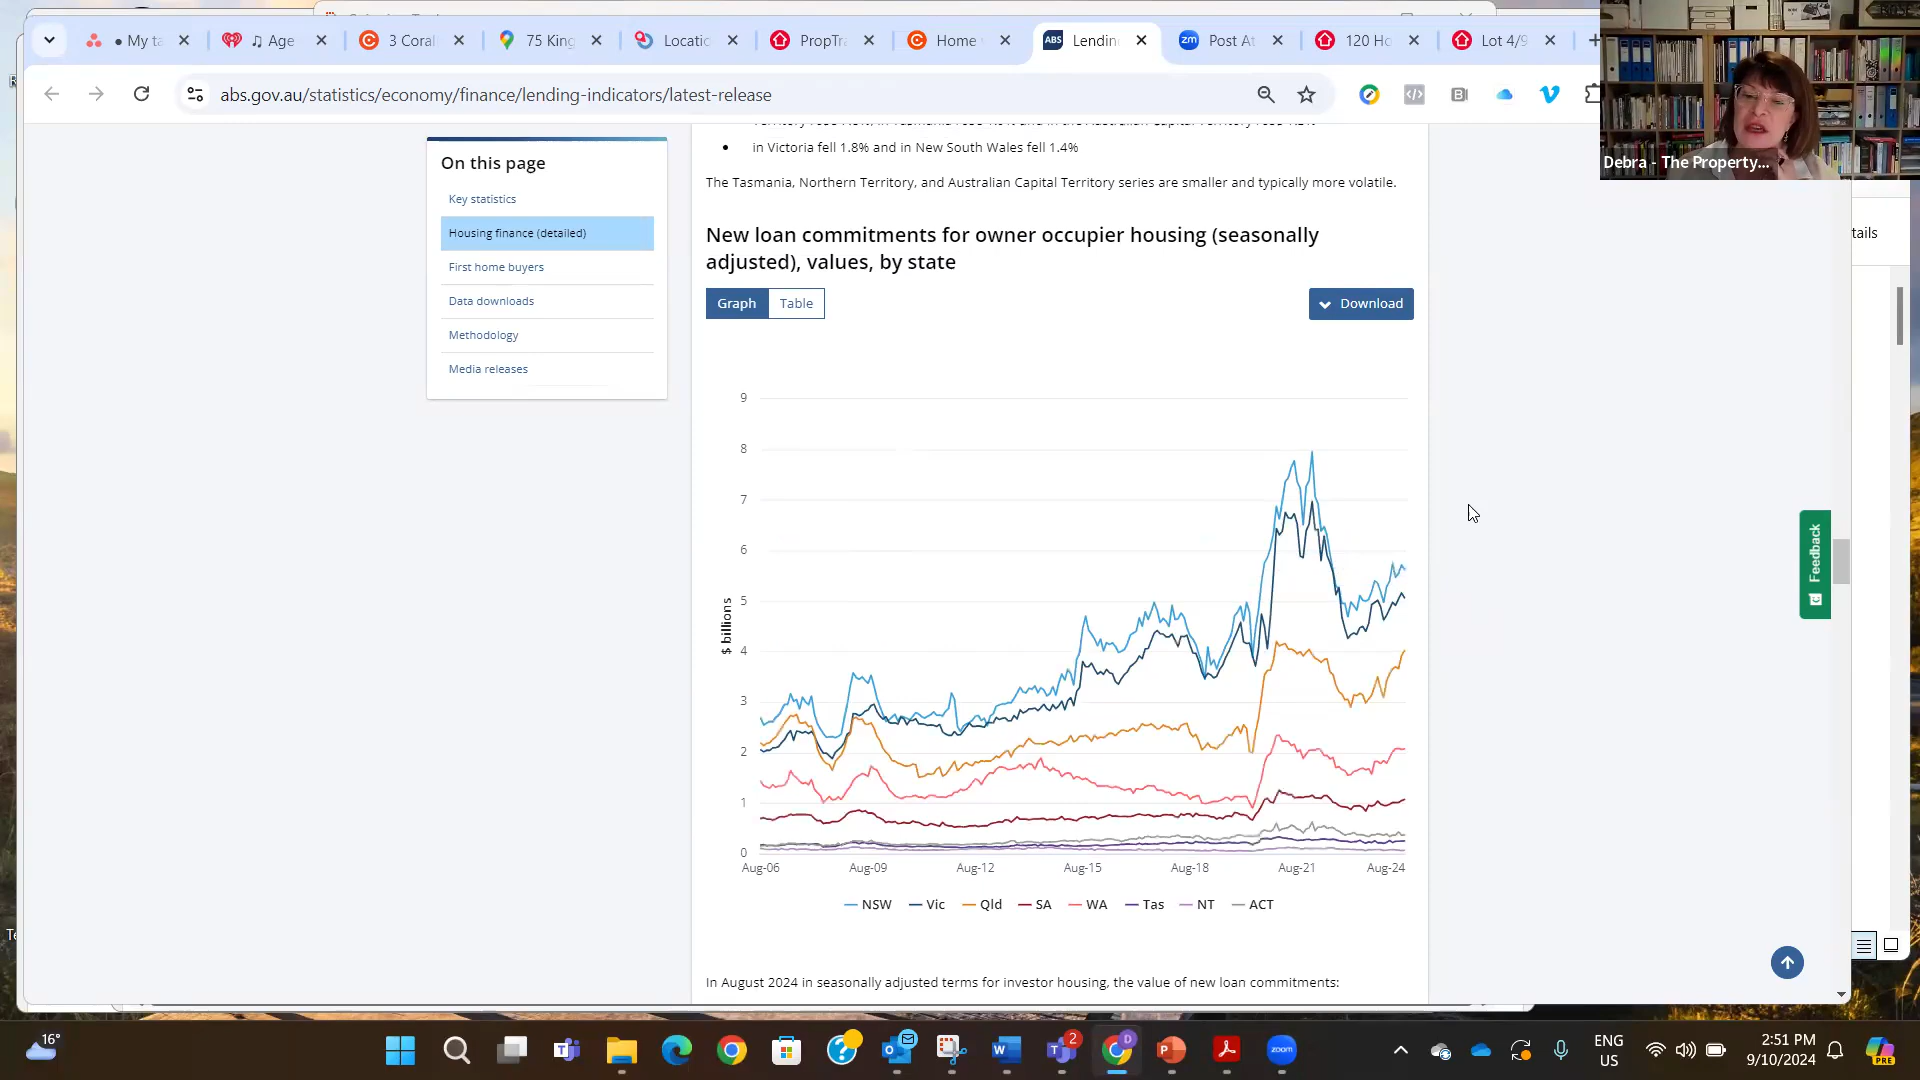 My ta
Age
3 Coral
75 King
Locatic
PropTra
Home
ABS
Lendin
zm
Post At
120 Ho
Lot 4/9
abs.gov.au/statistics/economy/finance/lending-indicators/latest-release
Debra - The Property...
On this page
Key statistics
Housing finance (detailed)
First home buyers
Data downloads
Methodology
Media releases
in Victoria fell 1.8% and in New South Wales fell 1.4%
The Tasmania, Northern Territory, and Australian Capital Territory series are smaller and typically more volatile.
New loan commitments for owner occupier housing (seasonally
adjusted), values, by state
Graph
Table
Download
tails
$ billions
9
8
7
6
5
4
3
2
1
0
Aug-06
Aug-09
Aug-12
Aug-15
Aug-18
Aug-21
Aug-24
NSW
Vic
Qld
SA
WA
Tas
NT
ACT
Feedback
In August 2024 in seasonally adjusted terms for investor housing, the value of new loan commitments:
16°
2
zoom
ENG
US
2:51 PM
9/10/2024
PRE